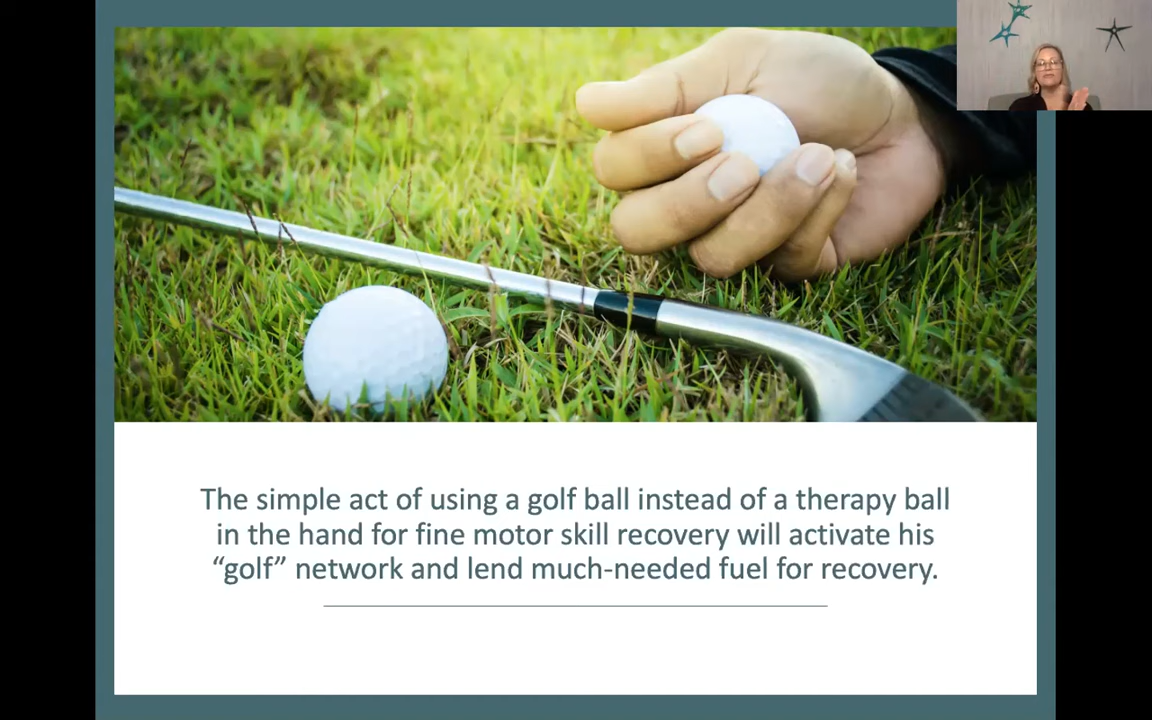 The simple act of using a golf ball instead of a therapy ball
in the hand for fine motor skill recovery will activate his
“golf” network and lend much-needed fuel for recovery.